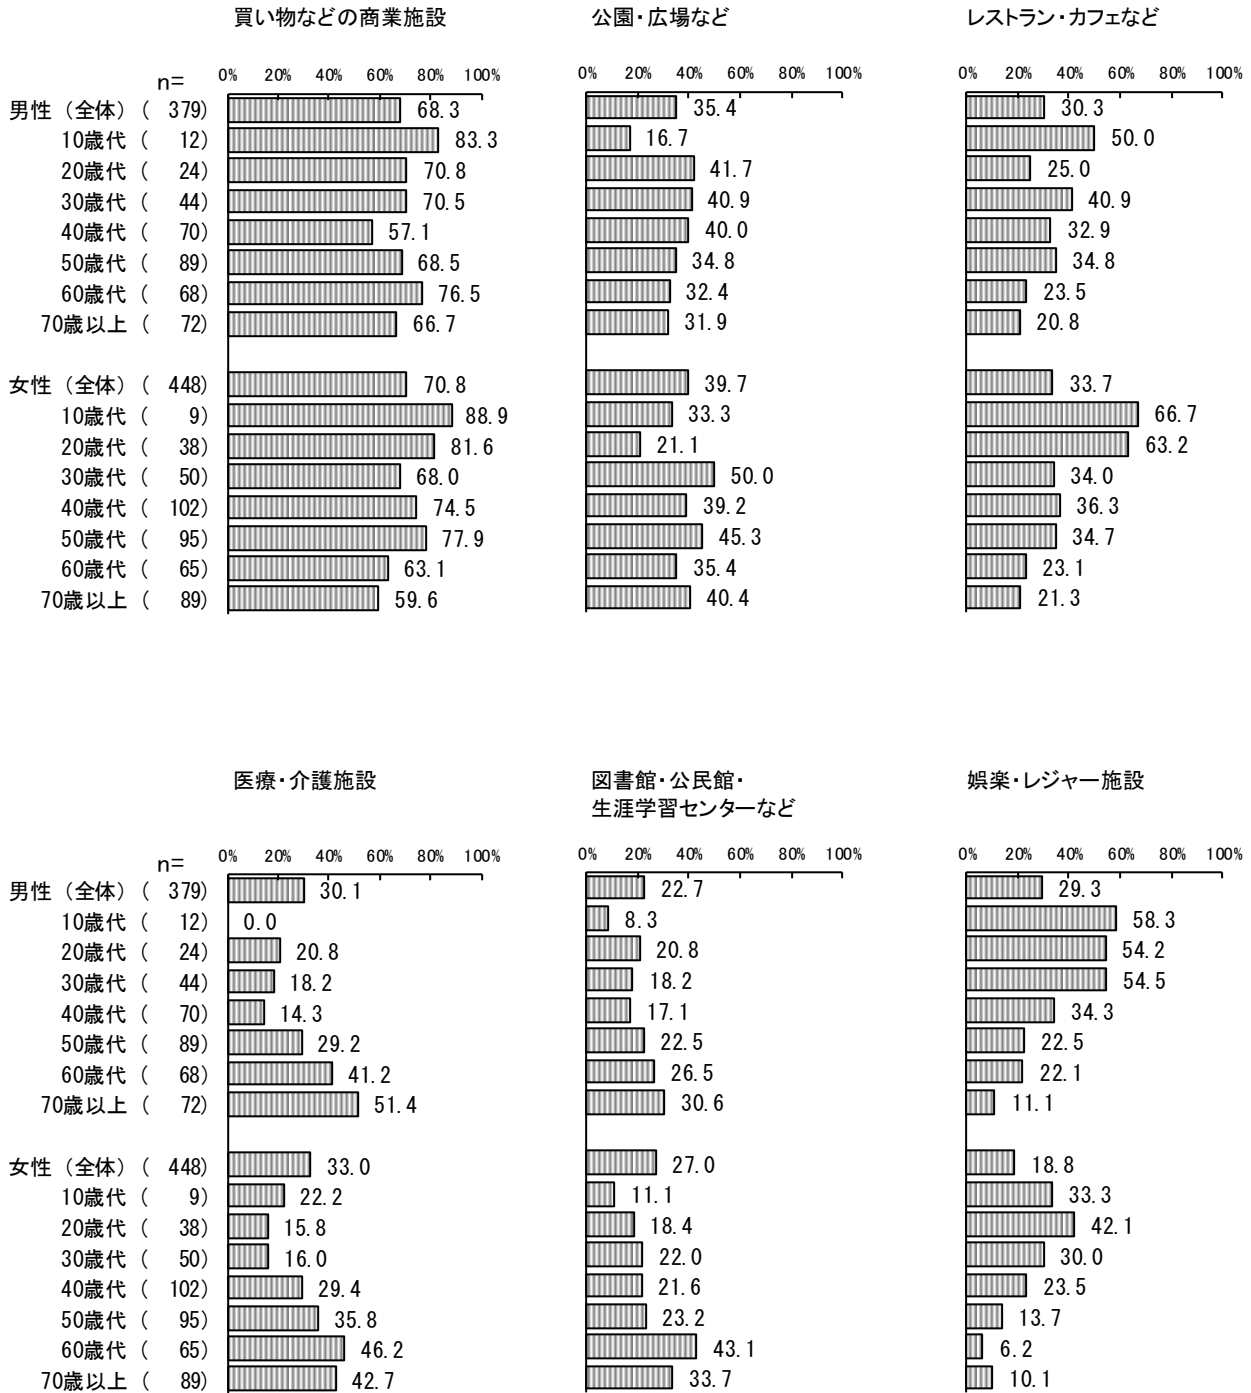 買い物などの商業施設 公園・広場など レストラン・カフェなど
n= 0% 20% 40% 60% 80% 100% 0% 20% 40% 60% 80% 100% 0% 20% 40% 60% 80% 100%
男性（全体）( 379) 68.3 35.4 30.3
10歳代 ( 12) 83.3 16.7 50.0
20歳代 ( 24) 70.8 41.7 25.0
30歳代 ( 44) 70.5 40.9 40.9
40歳代 ( 70) 57.1 40.0 32.9
50歳代 ( 89) 68.5 34.8 34.8
60歳代 ( 68) 76.5 32.4 23.5
70歳以上 ( 72) 66.7 31.9 20.8
女性（全体）( 448) 70.8 39.7 33.7
10歳代 ( 9) 88.9 33.3 66.7
20歳代 ( 38) 81.6 21.1 63.2
30歳代 ( 50) 68.0 50.0 34.0
40歳代 ( 102) 74.5 39.2 36.3
50歳代 ( 95) 77.9 45.3 34.7
60歳代 ( 65) 63.1 35.4 23.1
70歳以上 ( 89) 59.6 40.4 21.3
医療・介護施設 図書館・公民館・ 娯楽・レジャー施設
生涯学習センターなど
n= 0% 20% 40% 60% 80% 100% 0% 20% 40% 60% 80% 100% 0% 20% 40% 60% 80% 100%
男性（全体）( 379) 30.1 22.7 29.3
10歳代 ( 12) 0.0 8.3 58.3
20歳代 ( 24) 20.8 20.8 54.2
30歳代 ( 44) 18.2 18.2 54.5
40歳代 ( 70) 14.3 17.1 34.3
50歳代 ( 89) 29.2 22.5 22.5
60歳代 ( 68) 41.2 26.5 22.1
70歳以上 ( 72) 51.4 30.6 11.1
女性（全体）( 448) 33.0 27.0 18.8
10歳代 ( 9) 22.2 11.1 33.3
20歳代 ( 38) 15.8 18.4 42.1
30歳代 ( 50) 16.0 22.0 30.0
40歳代 ( 102) 29.4 21.6 23.5
50歳代 ( 95) 35.8 23.2 13.7
60歳代 ( 65) 46.2 43.1 6.2
70歳以上 ( 89) 42.7 33.7 10.1